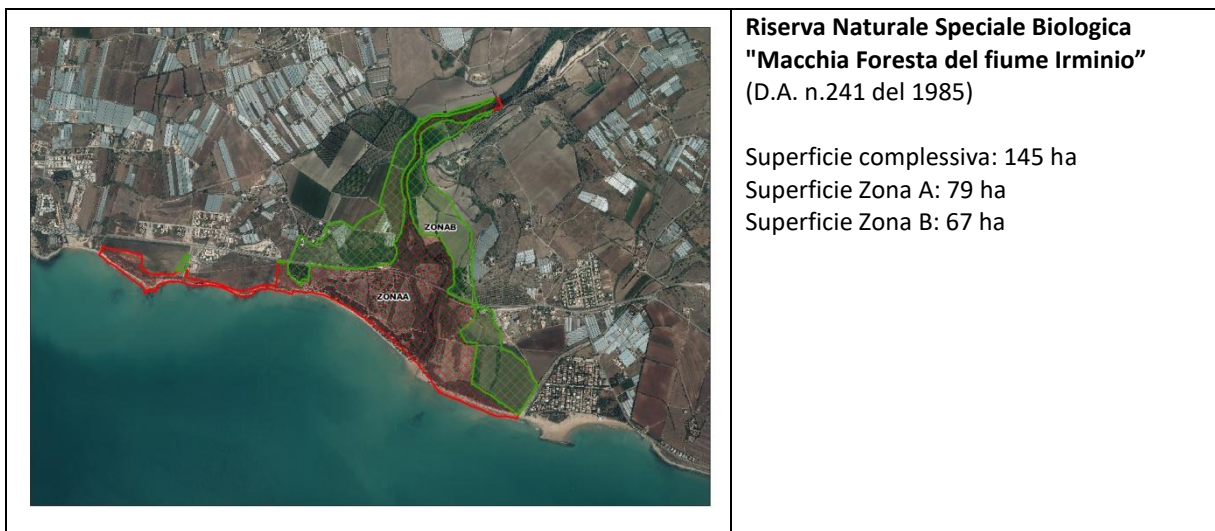 Riserva Naturale Speciale Biologica
"Macchia Foresta del fiume Irminio”
(D.A. n.241 del 1985)
Superficie complessiva: 145 ha
Superficie Zona A: 79 ha
Superficie Zona B: 67 ha
ZONAB
ZONAA